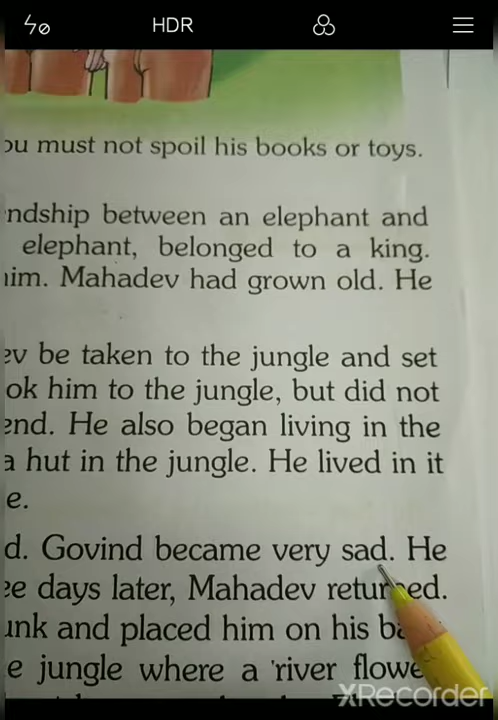 HDR
ou must not spoil his books or toys.
ndship between an elephant and
elephant, belonged to a king.
him. Mahadev had grown old. He
ev be taken to the jungle and set
ok him to the jungle, but did not
end. He also began living in the
a hut in the jungle. He lived in it
e.
d. Govind became very sad. He
ee days later, Mahadev returned.
unk and placed him on his
e jungle where a river flowe
XRecorder